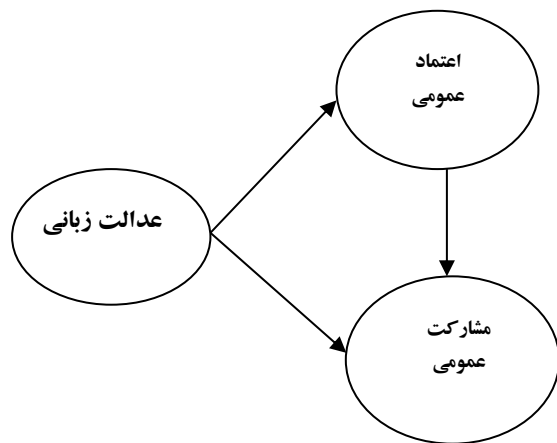 اعتماد
عمومی
عدالت زبانی
مشارکت
عمومی